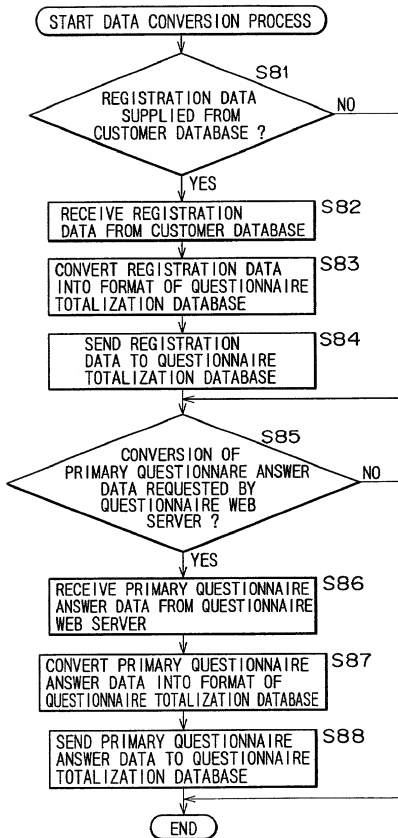 START DATA CONVERSION PROCESS
S81
REGISTRATION DATA
SUPPLIED FROM
CUSTOMER DATABASE ?
NO
YES
S82
RECEIVE REGISTRATION
DATA FROM CUSTOMER DATABASE
S83
CONVERT REGISTRATION DATA
INTO FORMAT OF QUESTIONNAIRE
TOTALIZATION DATABASE
S84
SEND REGISTRATION
DATA TO QUESTIONNAIRE
TOTALIZATION DATABASE
S85
CONVERSION OF
PRIMARY QUESTIONNARE ANSWER
DATA REQUESTED BY
QUESTIONNAIRE WEB
SERVER ?
NO
YES
S86
RECEIVE PRIMARY QUESTIONNAIRE
ANSWER DATA FROM QUESTIONNAIRE
WEB SERVER
S87
CONVERT PRIMARY QUESTIONNAIRE
ANSWER DATA INTO FORMAT OF
QUESTIONNAIRE TOTALIZATION DATABASE
S88
SEND PRIMARY QUESTIONNAIRE
ANSWER DATA TO QUESTIONNAIRE
TOTALIZATION DATABASE
END